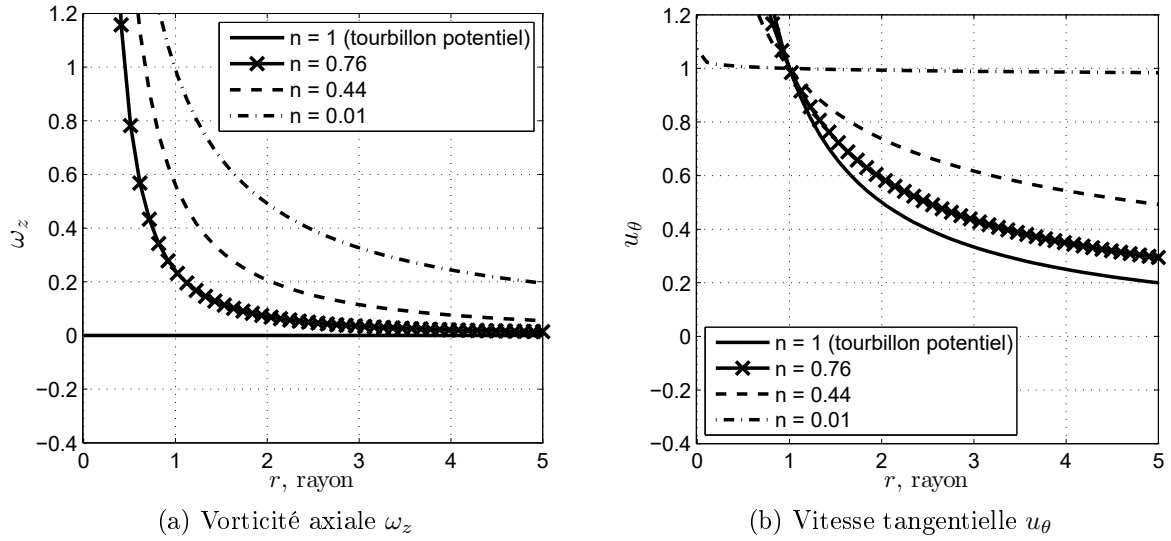 1.2
1
0.8
0.6
0.4
0.2
0
−0.2
−0.4
ω_z
n = 1 (tourbillon potentiel)
n = 0.76
n = 0.44
n = 0.01
0 1 2 3 4 5
r, rayon
(a) Vorticité axiale ω_z
1.2
1
0.8
0.6
0.4
0.2
0
−0.2
−0.4
u_θ
n = 1 (tourbillon potentiel)
n = 0.76
n = 0.44
n = 0.01
0 1 2 3 4 5
r, rayon
(b) Vitesse tangentielle u_θ